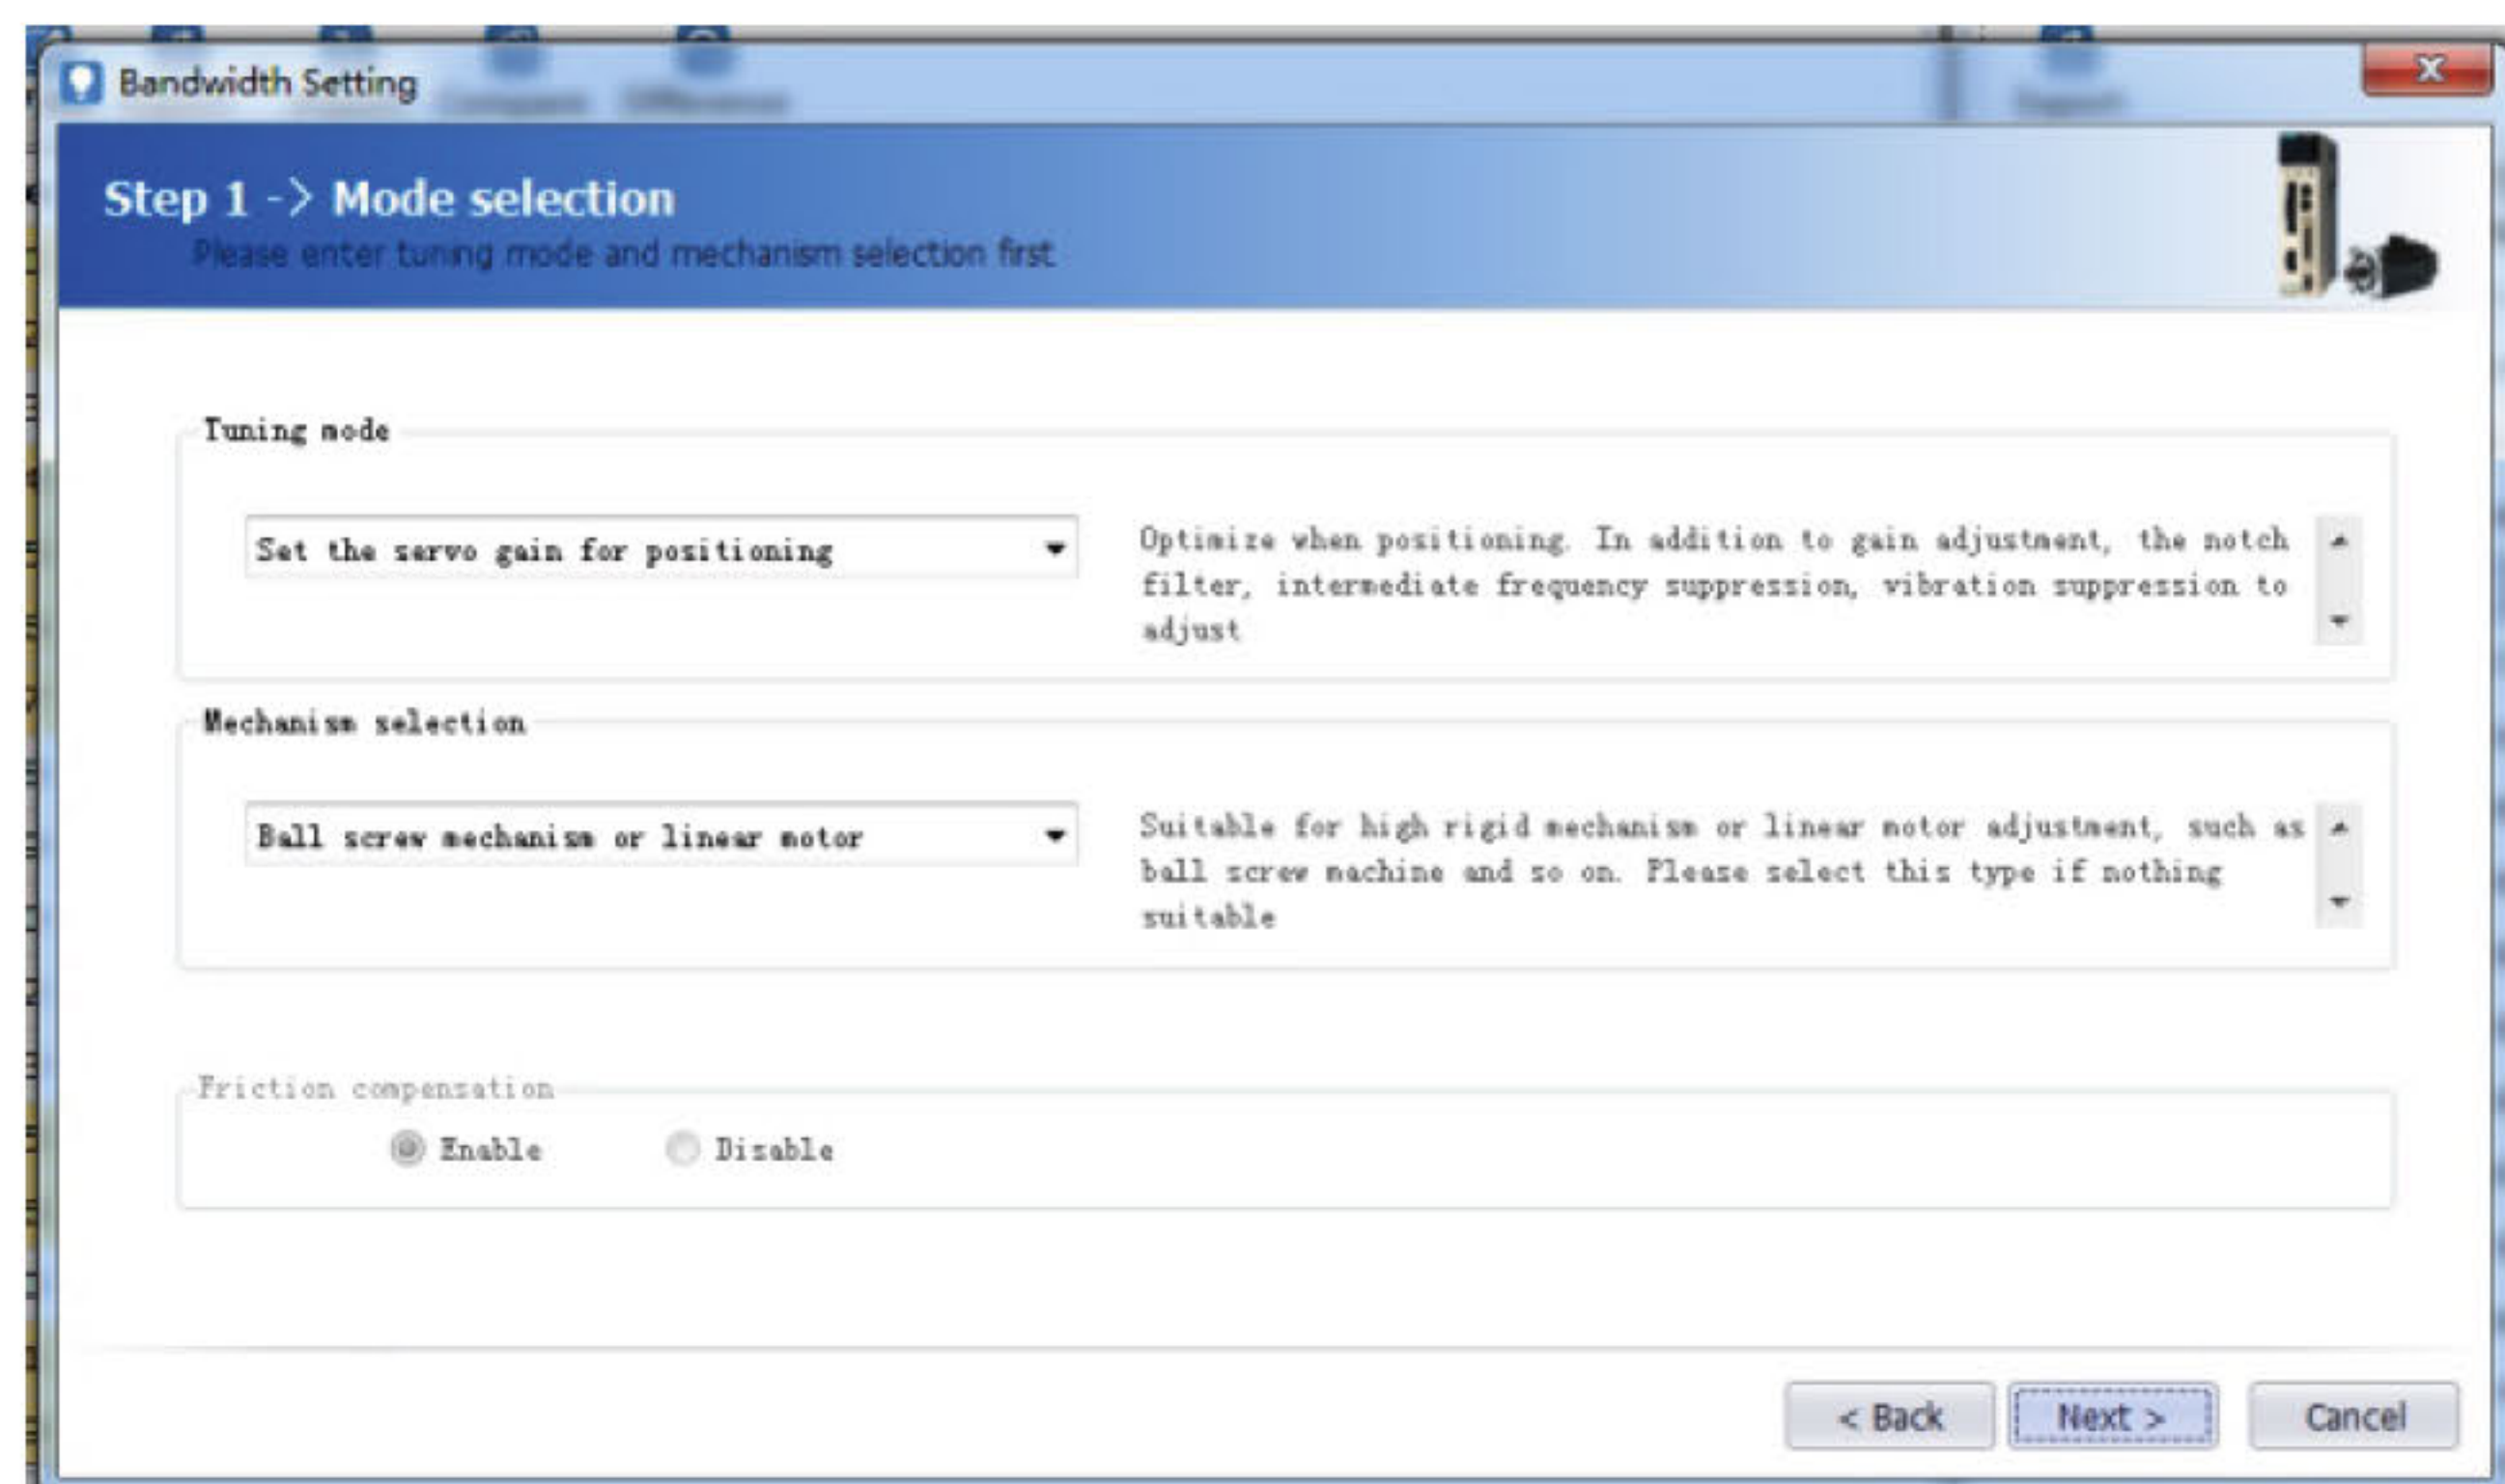 Bandwidth Setting
Step 1 -> Mode selection
Please enter tuning mode and mechanism selection first
Tuning mode
Set the servo gain for positioning
Optimize when positioning. In addition to gain adjustment, the notch
filter, intermediate frequency suppression, vibration suppression to
adjust
Mechanism selection
Ball screw mechanism or linear motor
Suitable for high rigid mechanism or linear motor adjustment, such as
ball screw machine and so on. Please select this type if nothing
suitable
Friction compensation
Enable Disable
< Back Next > Cancel